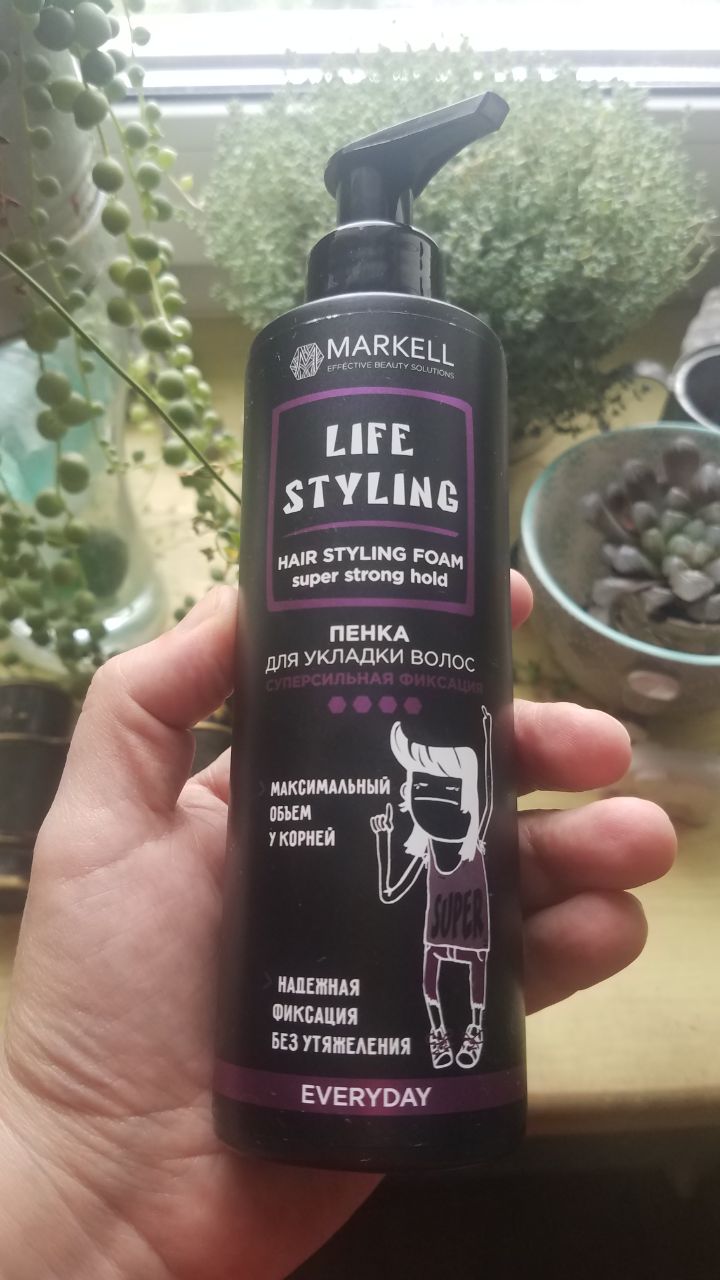 MARKELL
EFFECTIVE BEAUTY SOLUTIONS
LIFE
STYLING
HAIR STYLING FOAM
super strong hold
ПЕНКА
ДЛЯ УКЛАДКИ ВОЛОС
СУПЕРСИЛЬНАЯ ФИКСАЦИЯ
МАКСИМАЛЬНЫЙ
ОБЪЕМ
У КОРНЕЙ
SUPER
НАДЕЖНАЯ
ФИКСАЦИЯ
БЕЗ УТЯЖЕЛЕНИЯ
EVERYDAY